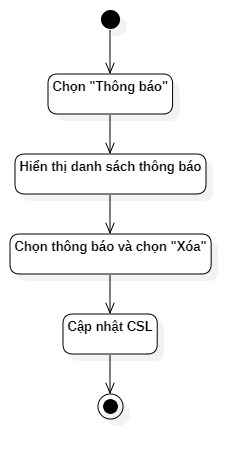 Chọn "Thông báo"
Hiển thị danh sách thông báo
Chọn thông báo và chọn "Xóa"
Cập nhật CSL